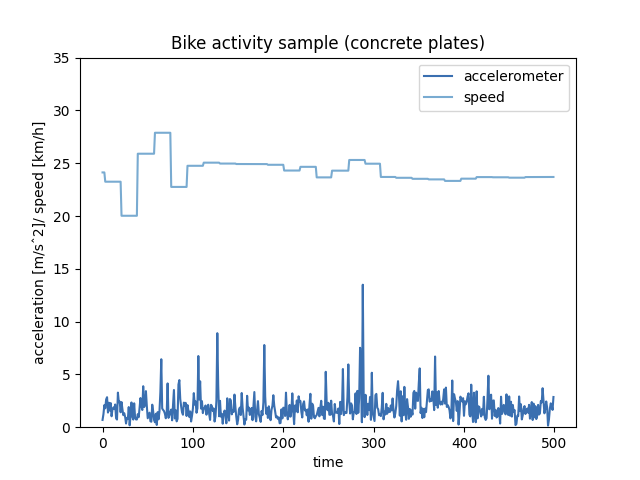 Bike activity sample (concrete plates)
accelerometer
speed
35
30
25
20
15
10
5
0
acceleration [m/sˆ2]/ speed [km/h]
0 100 200 300 400 500
time